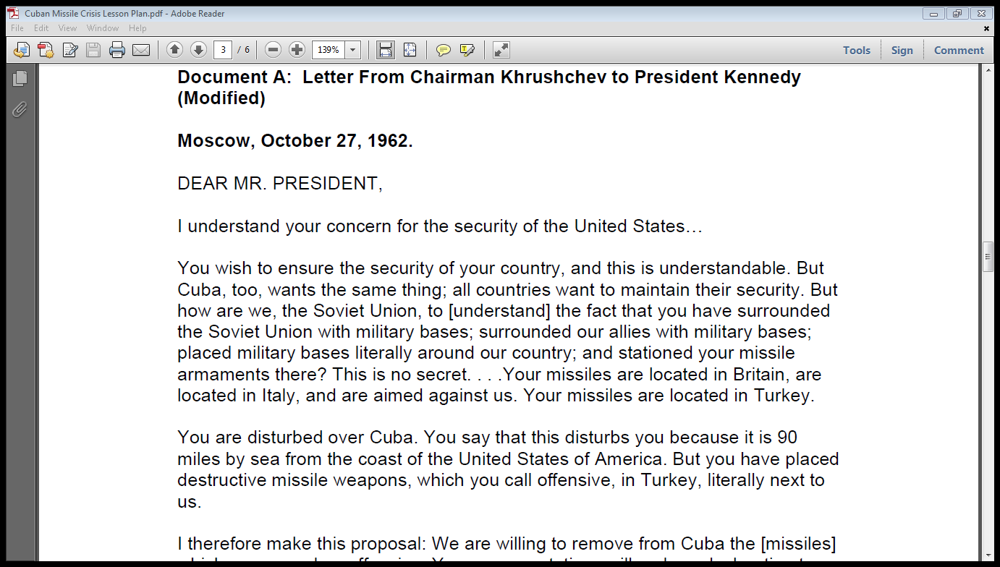 Cuban Missile Crisis Lesson Plan.pdf - Adobe Reader
File Edit View Window Help
3 / 6 139% Tools Sign Comment
Document A: Letter From Chairman Khrushchev to President Kennedy
(Modified)
Moscow, October 27, 1962.
DEAR MR. PRESIDENT,
I understand your concern for the security of the United States…
You wish to ensure the security of your country, and this is understandable. But
Cuba, too, wants the same thing; all countries want to maintain their security. But
how are we, the Soviet Union, to [understand] the fact that you have surrounded
the Soviet Union with military bases; surrounded our allies with military bases;
placed military bases literally around our country; and stationed your missile
armaments there? This is no secret. . . .Your missiles are located in Britain, are
located in Italy, and are aimed against us. Your missiles are located in Turkey.
You are disturbed over Cuba. You say that this disturbs you because it is 90
miles by sea from the coast of the United States of America. But you have placed
destructive missile weapons, which you call offensive, in Turkey, literally next to
us.
I therefore make this proposal: We are willing to remove from Cuba the [missiles]